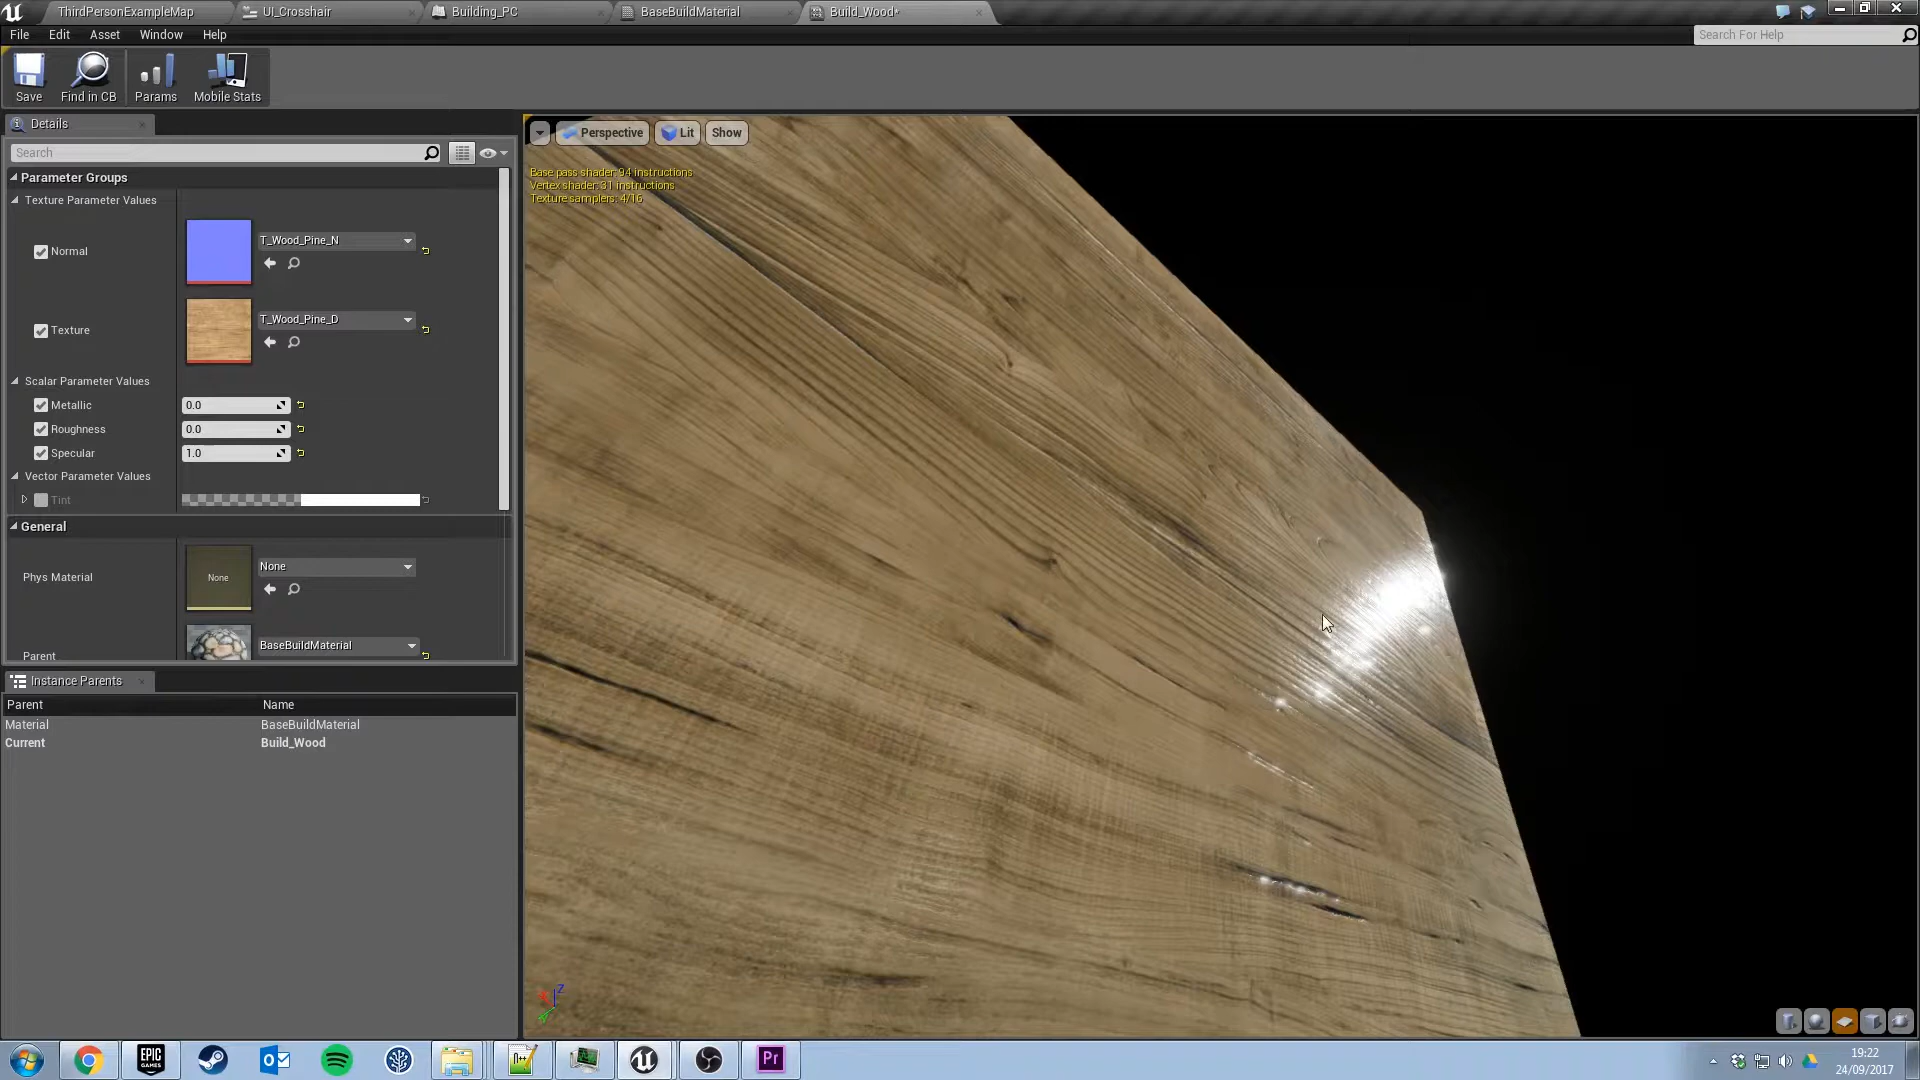 ThirdPersonExampleMap
UI_Crosshair
Building_PC
BaseBuildMaterial
Build_Wood*
File
Edit
Asset
Window
Help
Search For Help
Save
Find in CB
Params
Mobile Stats
Details
Search
Parameter Groups
Texture Parameter Values
Normal
T_Wood_Pine_N
Texture
T_Wood_Pine_D
Scalar Parameter Values
Metallic
0.0
Roughness
0.0
Specular
1.0
Vector Parameter Values
Tint
General
Phys Material
None
None
Parent
BaseBuildMaterial
Instance Parents
Parent
Name
Material
BaseBuildMaterial
Current
Build_Wood
Perspective
Lit
Show
Base pass shader: 94 instructions
Vertex shader: 31 instructions
Texture samplers: 4/16
Z
EPIC
GAMES
Pr
19:22
24/09/2017